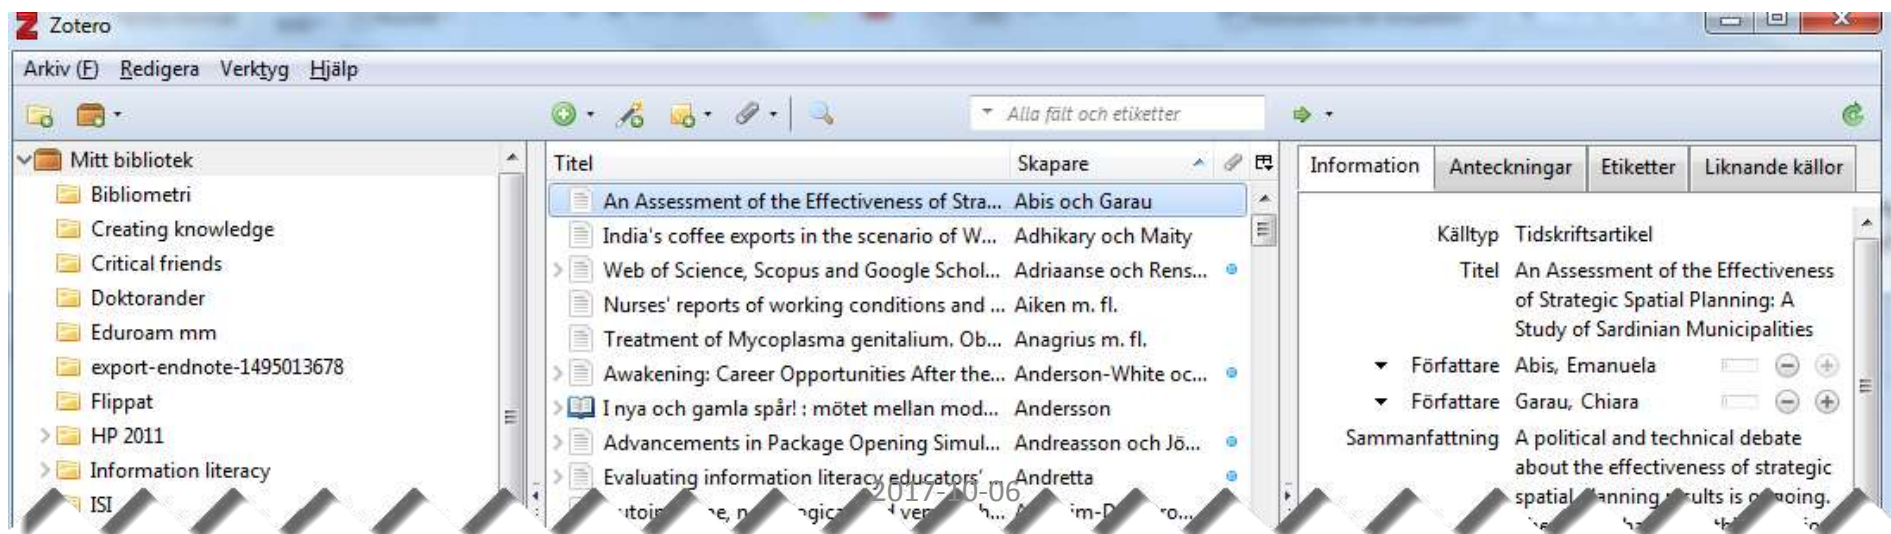 Zotero
Arkiv (F) Redigera Verktyg Hjälp
Alla fält och etiketter
Mitt bibliotek
Bibliometri
Creating knowledge
Critical friends
Doktorander
Eduroam mm
export-endnote-1495013678
Flippat
HP 2011
Information literacy
ISI
Titel Skapare
An Assessment of the Effectiveness of Stra... Abis och Garau
India's coffee exports in the scenario of W... Adhikary och Maity
Web of Science, Scopus and Google Schol... Adriaanse och Rens...
Nurses' reports of working conditions and ... Aiken m. fl.
Treatment of Mycoplasma genitalium. Ob... Anagrius m. fl.
Awakening: Career Opportunities After the... Anderson-White oc...
I nya och gamla spår! : mötet mellan mod... Andersson
Advancements in Package Opening Simul... Andreasson och Jö...
Evaluating information literacy educators' ... Andretta
2017-10-06
Information Anteckningar Etiketter Liknande källor
Källtyp Tidskriftsartikel
Titel An Assessment of the Effectiveness
of Strategic Spatial Planning: A
Study of Sardinian Municipalities
Författare Abis, Emanuela
Författare Garau, Chiara
Sammanfattning A political and technical debate
about the effectiveness of strategic
spatial planning results is ongoing.